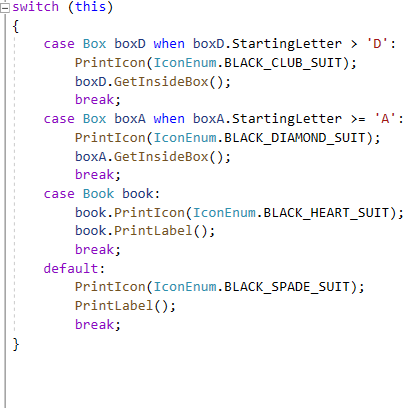 switch (this)
{
    case Box boxD when boxD.StartingLetter > 'D':
        PrintIcon(IconEnum.BLACK_CLUB_SUIT);
        boxD.GetInsideBox();
        break;
    case Box boxA when boxA.StartingLetter >= 'A':
        PrintIcon(IconEnum.BLACK_DIAMOND_SUIT);
        boxA.GetInsideBox();
        break;
    case Book book:
        book.PrintIcon(IconEnum.BLACK_HEART_SUIT);
        book.PrintLabel();
        break;
    default:
        PrintIcon(IconEnum.BLACK_SPADE_SUIT);
        PrintLabel();
        break;
}